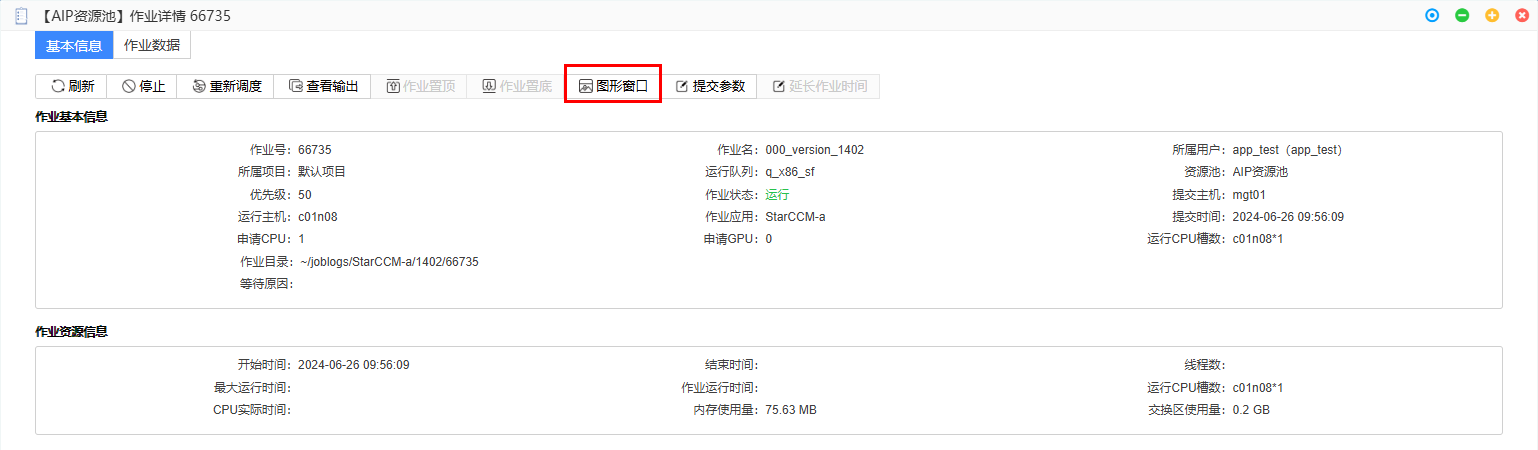 【AIP资源池】作业详情 66735
基本信息 作业数据
刷新 停止 重新调度 查看输出 作业置顶 作业置底 图形窗口 提交参数 延长作业时间
作业基本信息
作业号： 66735 作业名： 000_version_1402 所属用户： app_test（app_test）
所属项目： 默认项目 运行队列： q_x86_sf 资源池： AIP资源池
优先级： 50 作业状态： 运行 提交主机： mgt01
运行主机： c01n08 作业应用： StarCCM-a 提交时间： 2024-06-26 09:56:09
申请CPU： 1 申请GPU： 0 运行CPU槽数： c01n08*1
作业目录： ~/joblogs/StarCCM-a/1402/66735
等待原因：
作业资源信息
开始时间： 2024-06-26 09:56:09 结束时间： 线程数：
最大运行时间： 作业运行时间： 运行CPU槽数： c01n08*1
CPU实际时间： 内存使用量： 75.63 MB 交换区使用量： 0.2 GB